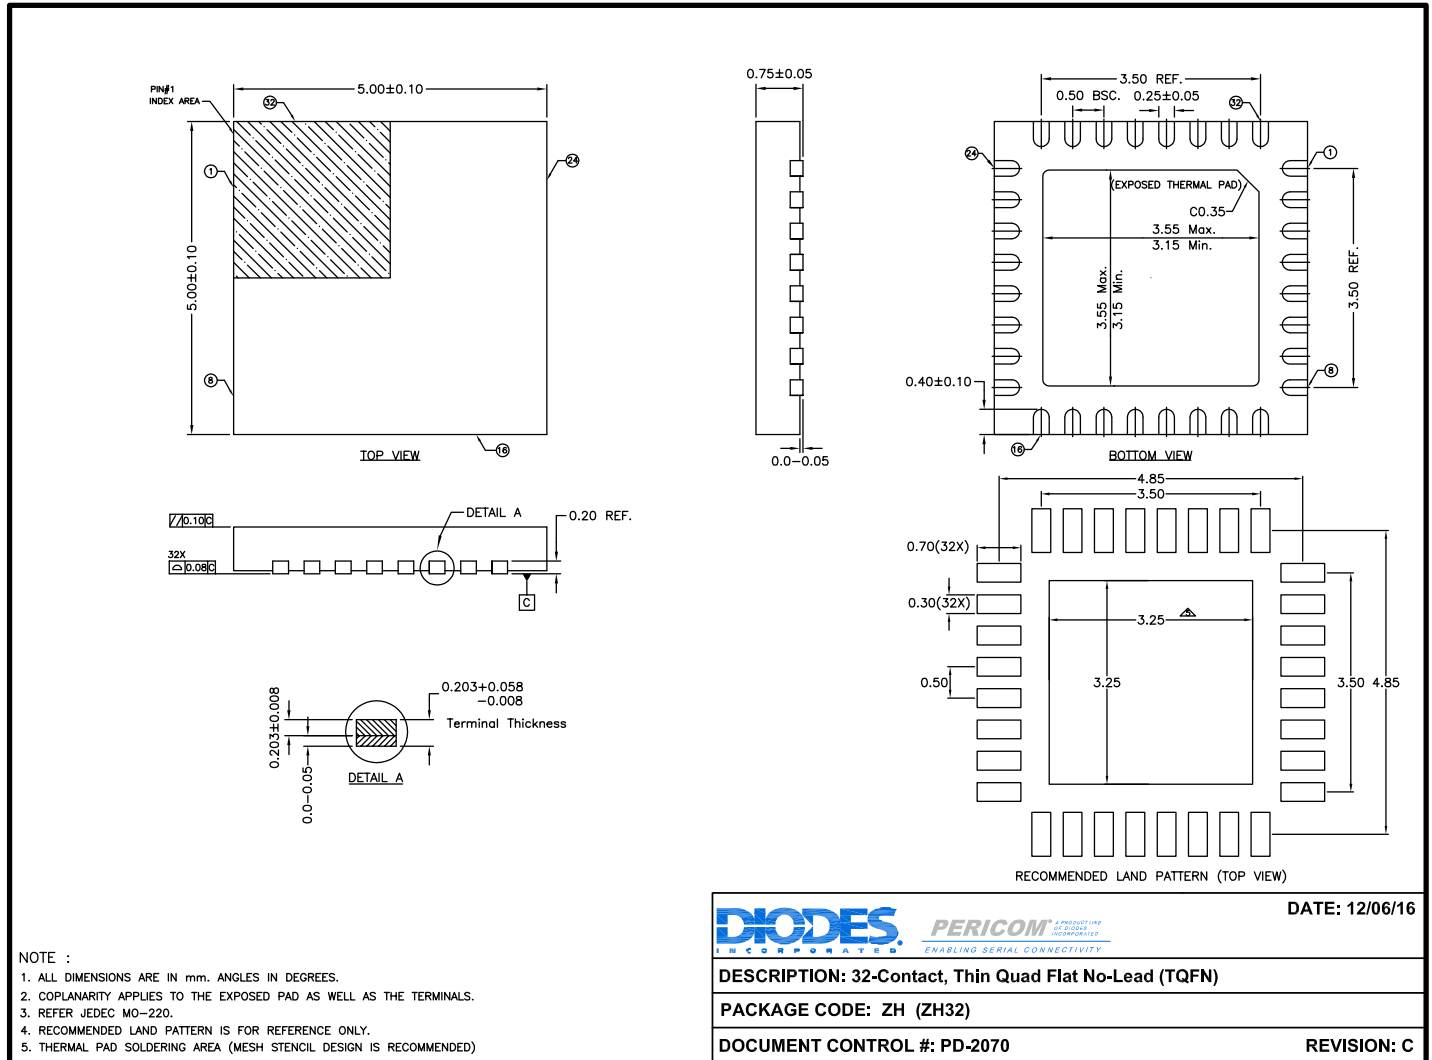 PIN#1
INDEX AREA
32
5.00±0.10
1
24
5.00±0.10
8
16
TOP VIEW
0.75±0.05
0.0-0.05
3.50 REF.
0.50 BSC.
0.25±0.05
32
24
1
(EXPOSED THERMAL PAD)
C0.35
3.55 Max.
3.15 Min.
3.55 Max.
3.15 Min.
3.50 REF.
0.40±0.10
8
16
BOTTOM VIEW
//0.10C
32X
0.08C
DETAIL A
0.20 REF.
C
0.203±0.008
0.0-0.05
0.203+0.058
-0.008
Terminal Thickness
DETAIL A
4.85
3.50
0.70(32X)
0.30(32X)
3.25
5
0.50
3.25
3.50
4.85
RECOMMENDED LAND PATTERN (TOP VIEW)
NOTE :
1. ALL DIMENSIONS ARE IN mm. ANGLES IN DEGREES.
2. COPLANARITY APPLIES TO THE EXPOSED PAD AS WELL AS THE TERMINALS.
3. REFER JEDEC MO-220.
4. RECOMMENDED LAND PATTERN IS FOR REFERENCE ONLY.
5. THERMAL PAD SOLDERING AREA (MESH STENCIL DESIGN IS RECOMMENDED)
DIODES.
INCORPORATED
PERICOM®
A PRODUCT LINE
OF DIODES
INCORPORATED
ENABLING SERIAL CONNECTIVITY
DATE: 12/06/16
DESCRIPTION: 32-Contact, Thin Quad Flat No-Lead (TQFN)
PACKAGE CODE: ZH (ZH32)
DOCUMENT CONTROL #: PD-2070
REVISION: C